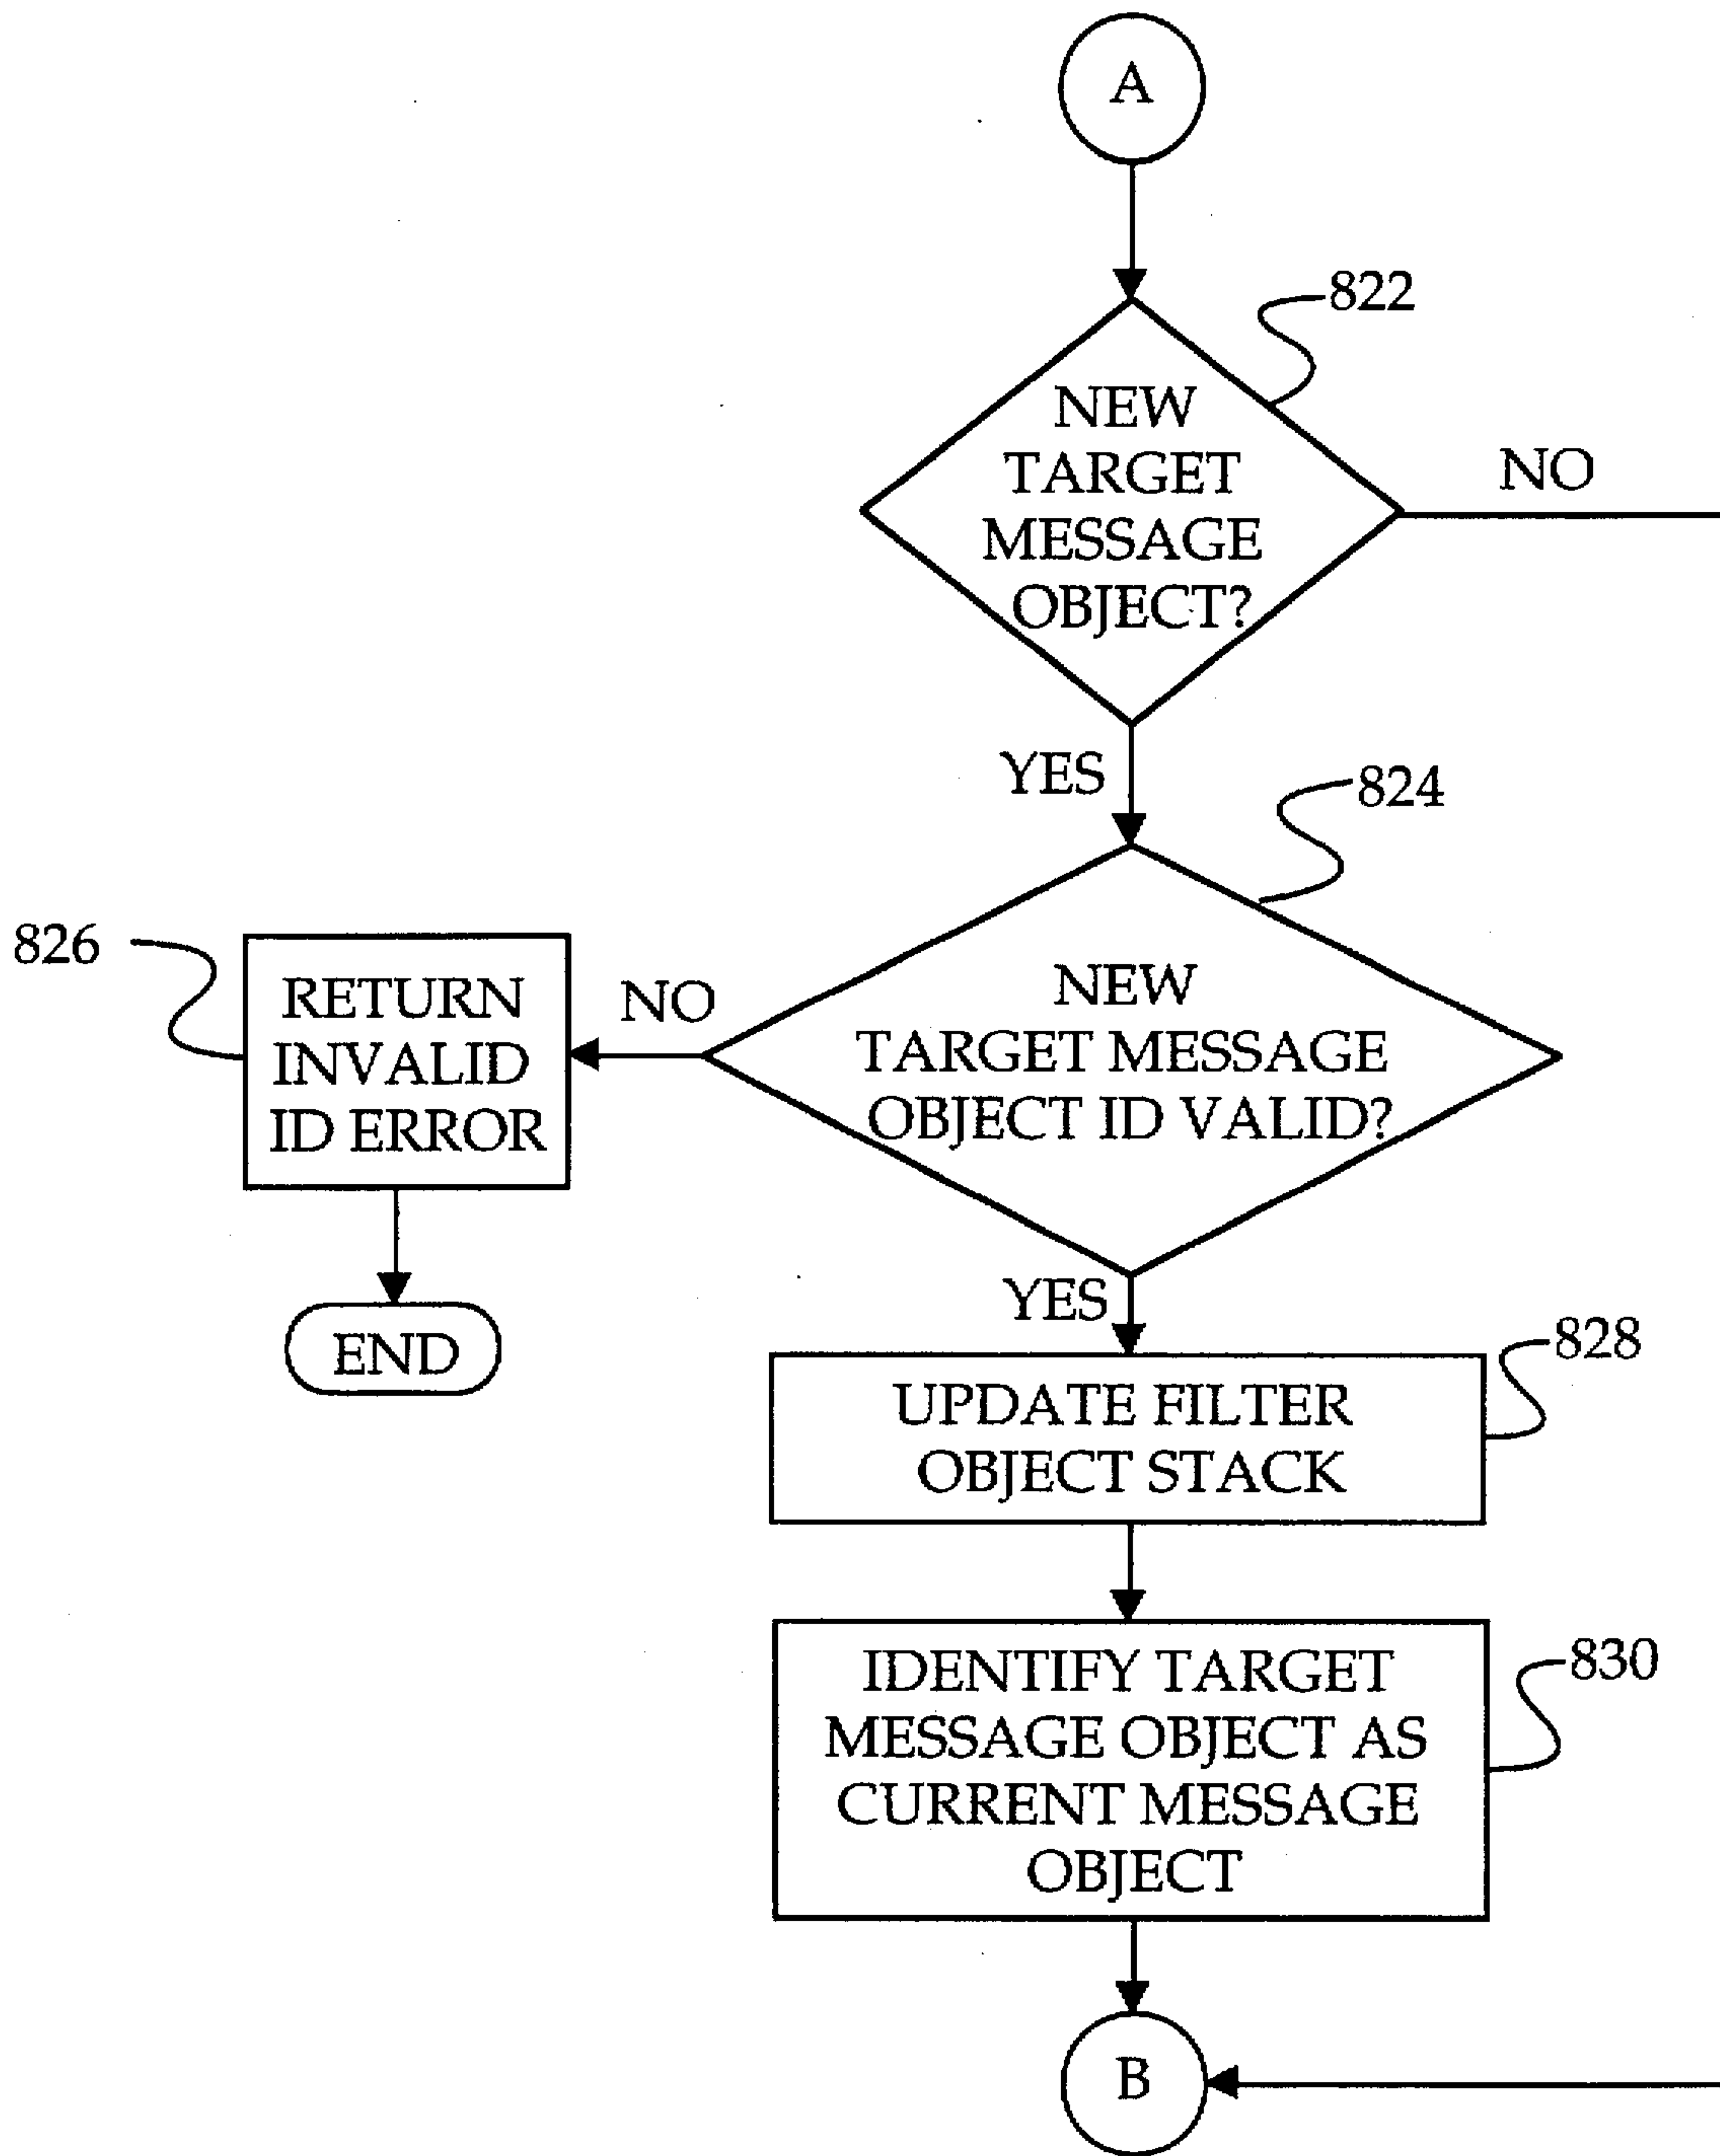 A
822
NEW
TARGET
MESSAGE
OBJECT?
NO
YES
824
826
RETURN
INVALID
ID ERROR
NO
NEW
TARGET MESSAGE
OBJECT ID VALID?
END
YES
828
UPDATE FILTER
OBJECT STACK
830
IDENTIFY TARGET
MESSAGE OBJECT AS
CURRENT MESSAGE
OBJECT
B